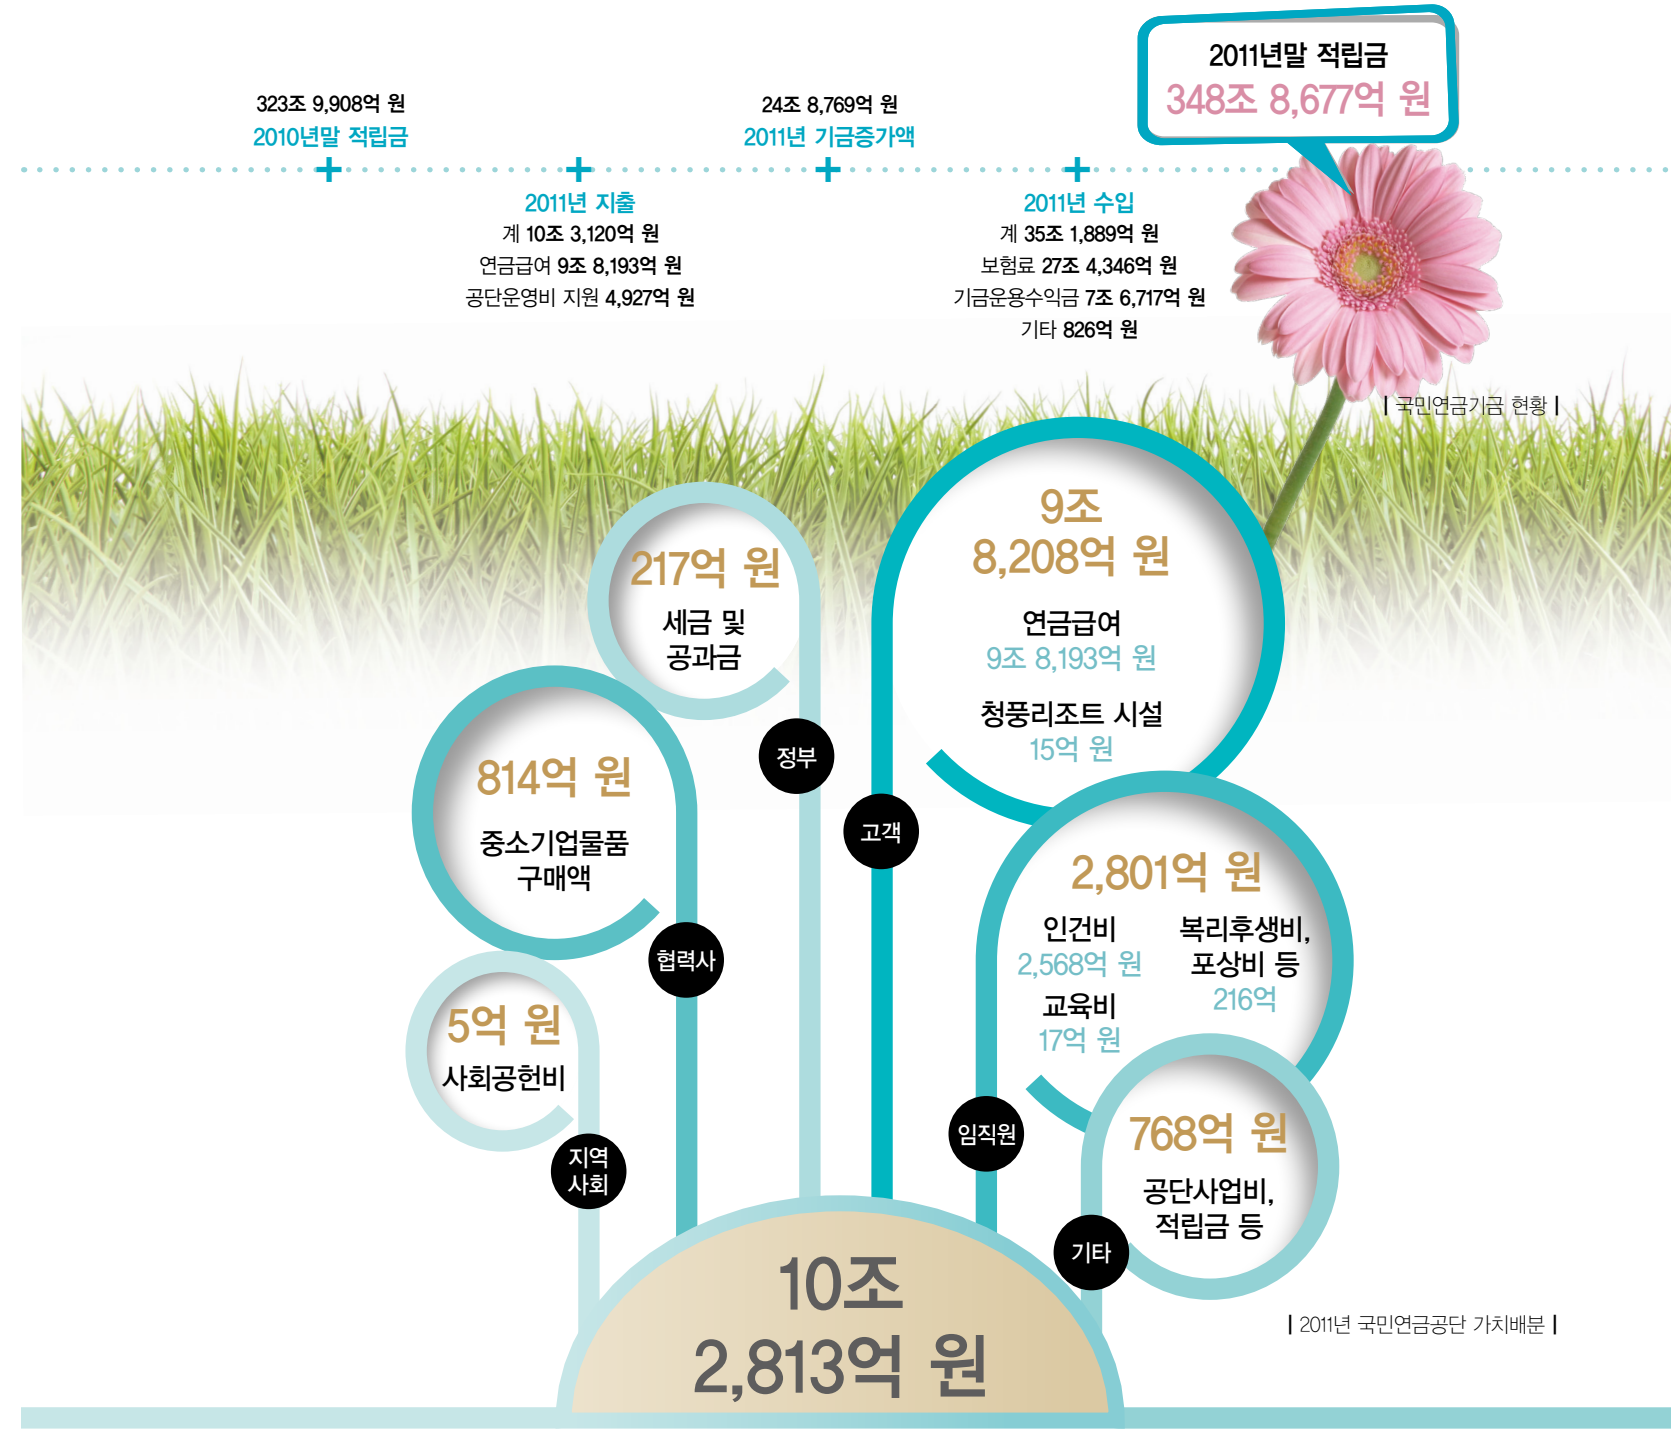 2011년말 적립금
348조 8,677억 원
323조 9,908억 원
2010년말 적립금
24조 8,769억 원
2011년 기금증가액
2011년 지출
계 10조 3,120억 원
연금급여 9조 8,193억 원
공단운영비 지원 4,927억 원
2011년 수입
계 35조 1,889억 원
보험료 27조 4,346억 원
기금운용수익금 7조 6,717억 원
기타 826억 원
| 국민연금기금 현황 |
9조
8,208억 원
연금급여
9조 8,193억 원
청풍리조트 시설
15억 원
고객
217억 원
세금 및
공과금
정부
814억 원
중소기업물품
구매액
협력사
5억 원
사회공헌비
지역
사회
2,801억 원
인건비
2,568억 원
교육비
17억 원
복리후생비,
포상비 등
216억
임직원
768억 원
공단사업비,
적립금 등
기타
10조
2,813억 원
| 2011년 국민연금공단 가치배분 |